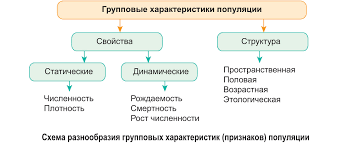 Групповые характеристики популяции
Свойства
Структура
Статические
Динамические
Численность
Плотность
Рождаемость
Смертность
Рост численности
Пространственная
Половая
Возрастная
Этологическая
Схема разнообразия групповых характеристик (признаков) популяции